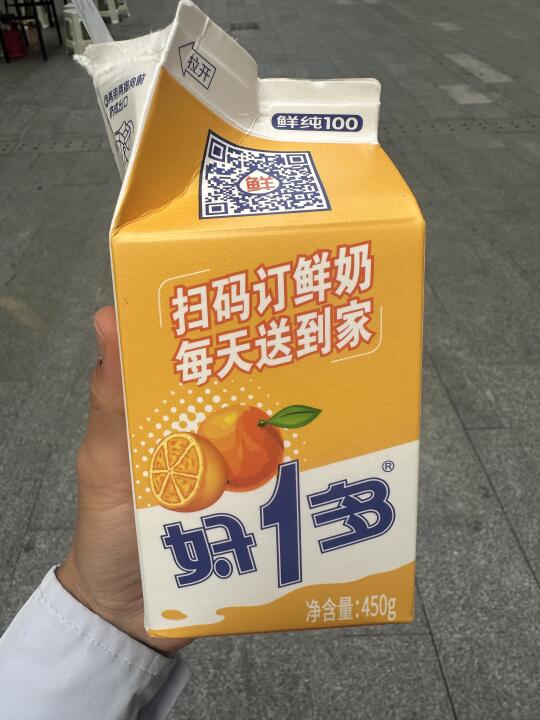 拉开
鲜纯100
鲜
扫码订鲜奶
每天送到家
好1多®
净含量:450g